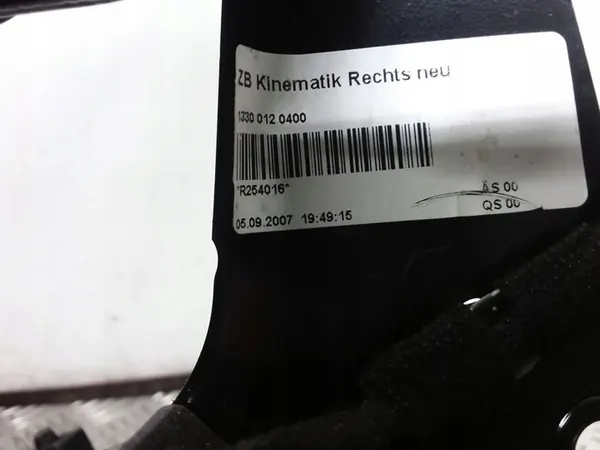 ZB Kinematik Rechts neu
1330 012 0400
"R254016"
ÄS 00
QS 00
05.09.2007 19:49:15